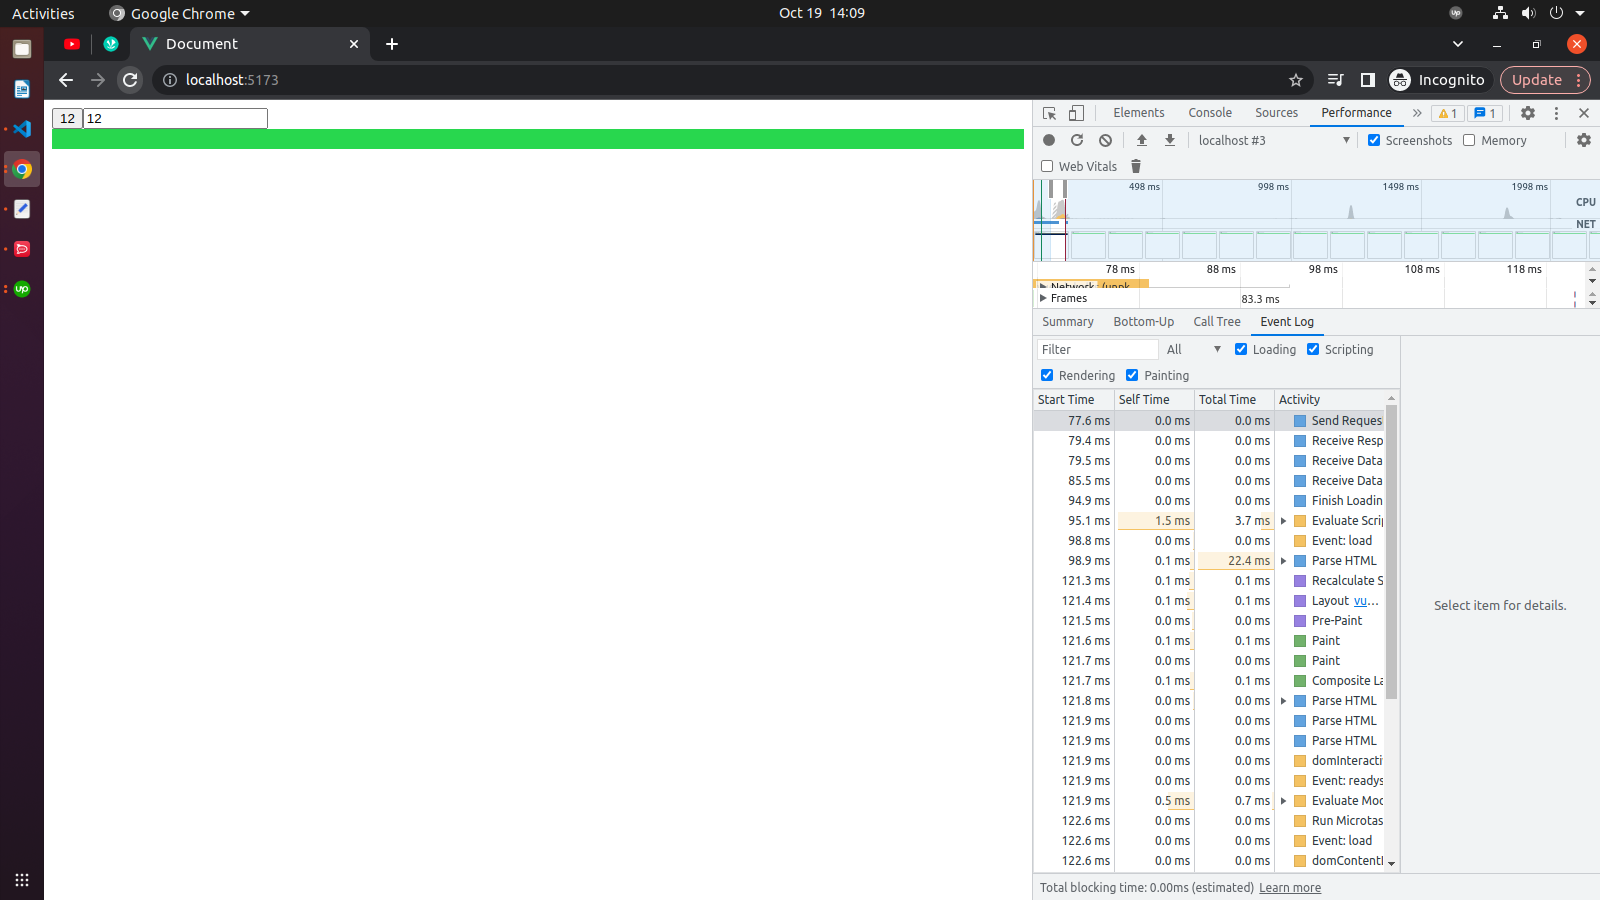 Activities
Google Chrome
Oct 19 14:09
Document
localhost:5173
Incognito
Update
12 12
Elements Console Sources Performance » 1 1
localhost #3 Screenshots Memory
Web Vitals
498 ms 998 ms 1498 ms 1998 ms
CPU
NET
78 ms 88 ms 98 ms 108 ms 118 ms
Network
Frames 83.3 ms
Summary Bottom-Up Call Tree Event Log
Filter All Loading Scripting
Rendering Painting
Start Time Self Time Total Time Activity
77.6 ms 0.0 ms 0.0 ms Send Reques
79.4 ms 0.0 ms 0.0 ms Receive Resp
79.5 ms 0.0 ms 0.0 ms Receive Data
85.5 ms 0.0 ms 0.0 ms Receive Data
94.9 ms 0.0 ms 0.0 ms Finish Loadin
95.1 ms 1.5 ms 3.7 ms Evaluate Scrip
98.8 ms 0.0 ms 0.0 ms Event: load
98.9 ms 0.1 ms 22.4 ms Parse HTML
121.3 ms 0.1 ms 0.1 ms Recalculate S
121.4 ms 0.1 ms 0.1 ms Layout vu...
121.5 ms 0.0 ms 0.0 ms Pre-Paint
121.6 ms 0.1 ms 0.1 ms Paint
121.7 ms 0.0 ms 0.0 ms Paint
121.7 ms 0.1 ms 0.1 ms Composite La
121.8 ms 0.0 ms 0.0 ms Parse HTML
121.9 ms 0.0 ms 0.0 ms Parse HTML
121.9 ms 0.0 ms 0.0 ms Parse HTML
121.9 ms 0.0 ms 0.0 ms domInteracti
121.9 ms 0.0 ms 0.0 ms Event: readys
121.9 ms 0.5 ms 0.7 ms Evaluate Moc
122.6 ms 0.0 ms 0.0 ms Run Microtas
122.6 ms 0.0 ms 0.0 ms Event: load
122.6 ms 0.0 ms 0.0 ms domContent
Select item for details.
Total blocking time: 0.00ms (estimated) Learn more